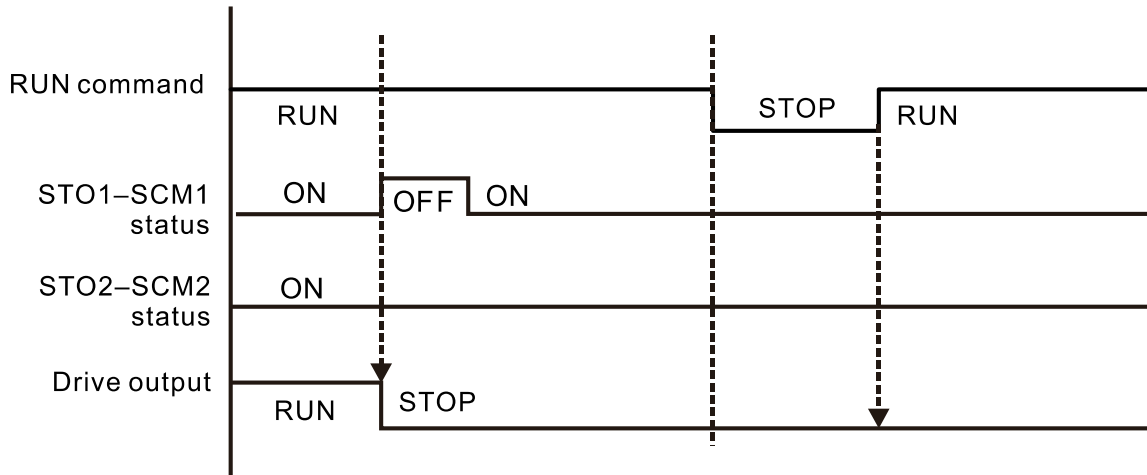 RUN command
RUN
STOP
RUN
STO1–SCM1
status
ON
OFF
ON
STO2–SCM2
status
ON
Drive output
RUN
STOP